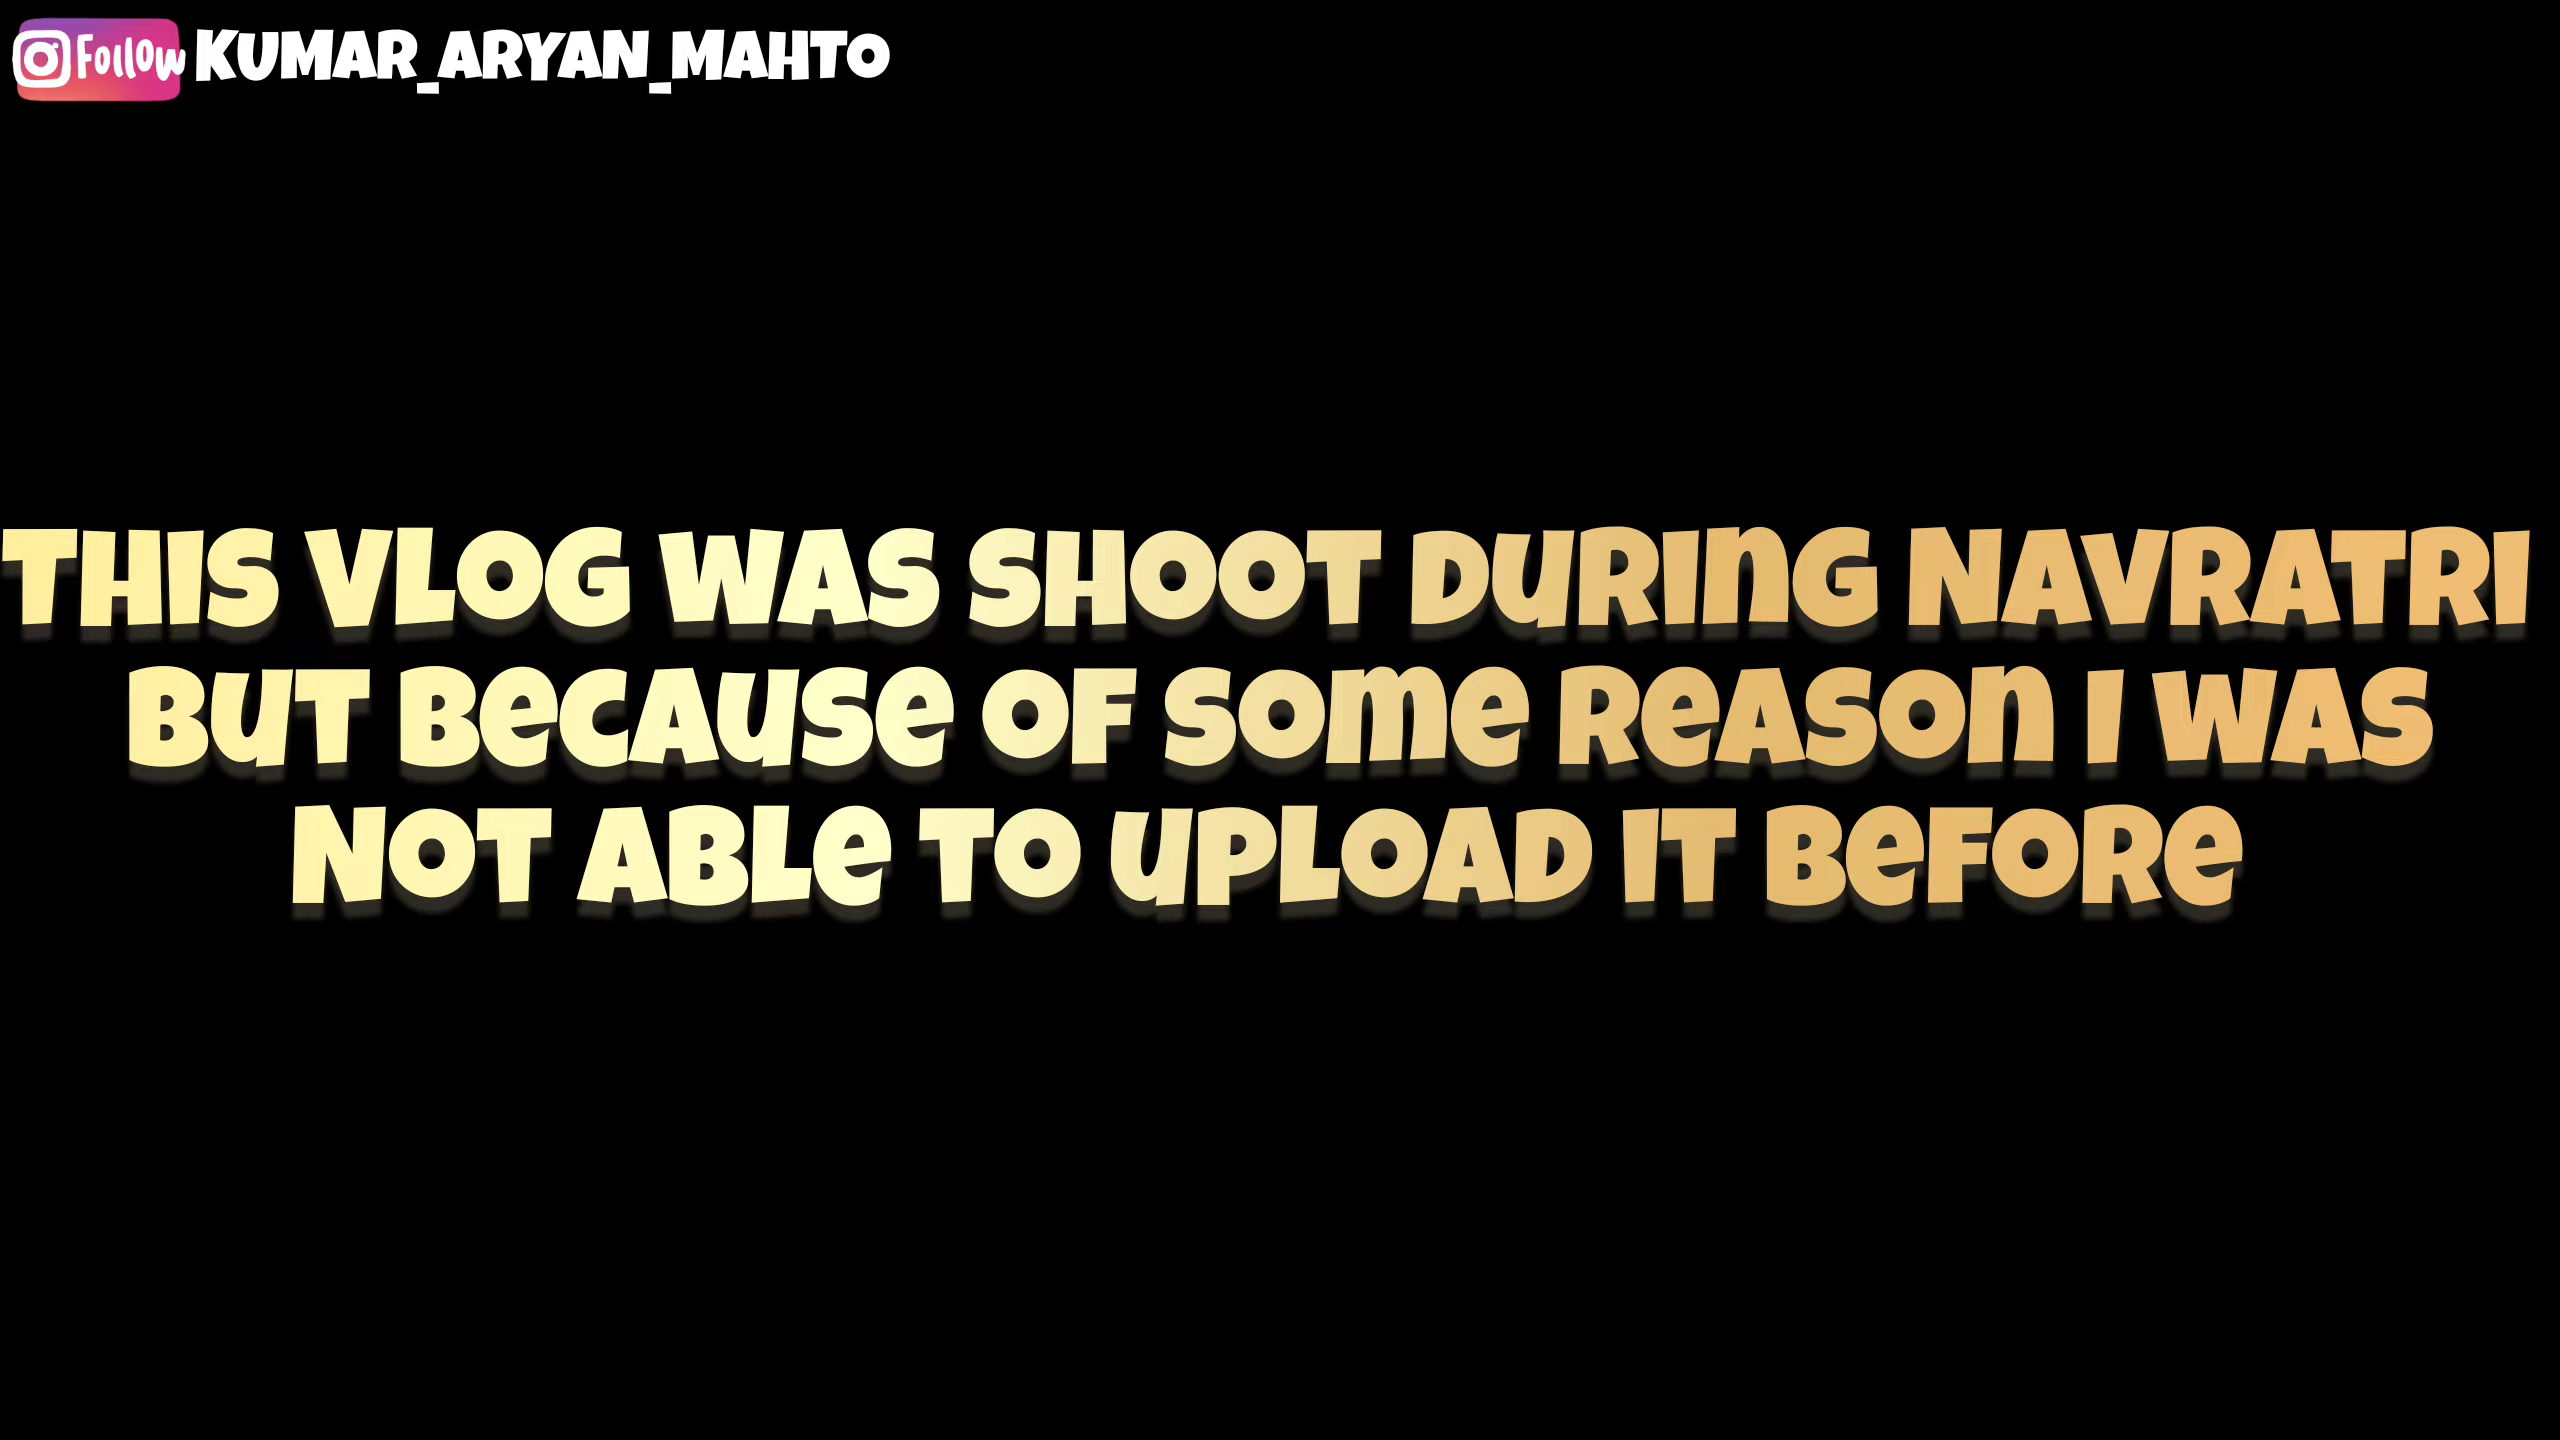 Follow KUMAR_ARYAN_MAHTO
THIS VLOG WAS SHOOT DURING NAVRATRI
BUT BECAUSE OF SOME REASON I WAS
NOT ABLE TO UPLOAD IT BEFORE